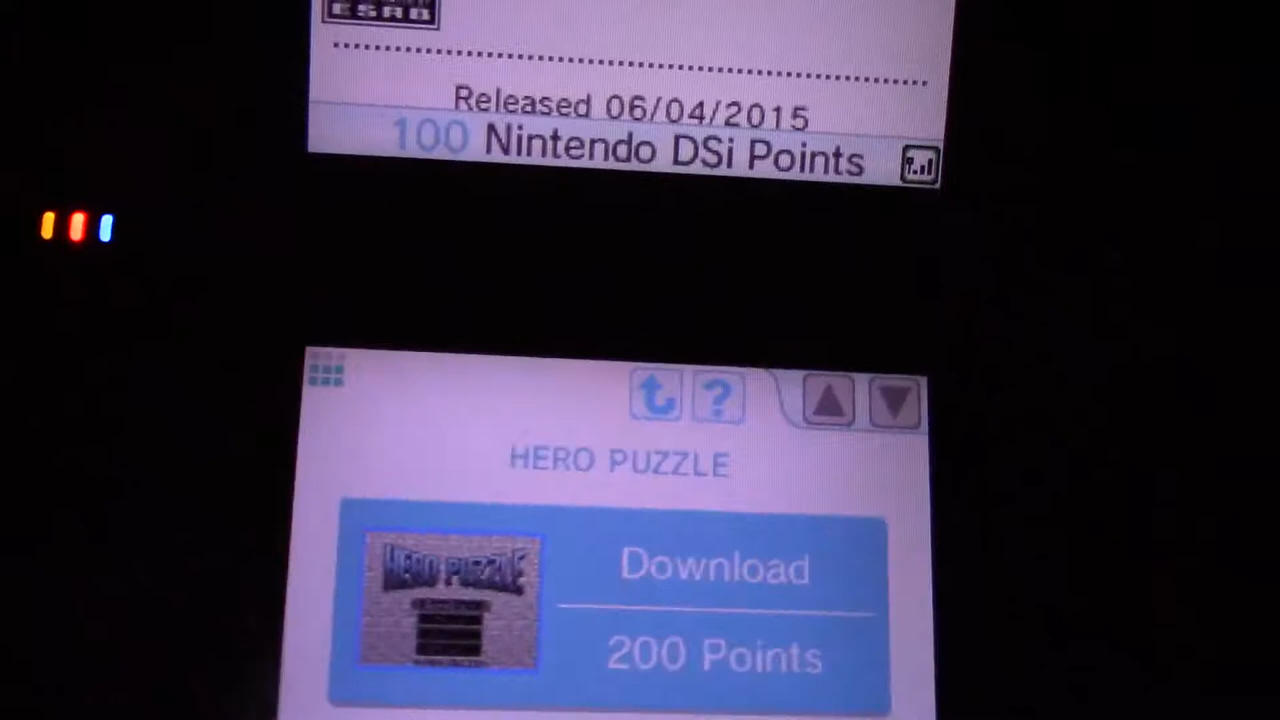 ESRB
Released 06/04/2015
100 Nintendo DSi Points
?
HERO PUZZLE
HERO PUZZLE
Download
200 Points